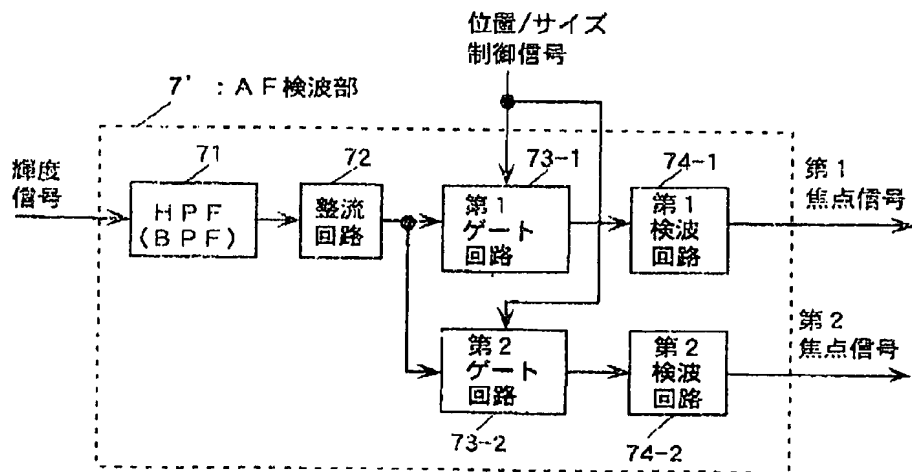 位置/サイズ
制御信号
7' : AF検波部
輝度
信号
71
HPF
(BPF)
72
整流
回路
73-1
第1
ゲート
回路
74-1
第1
検波
回路
第1
焦点信号
第2
ゲート
回路
73-2
第2
検波
回路
74-2
第2
焦点信号